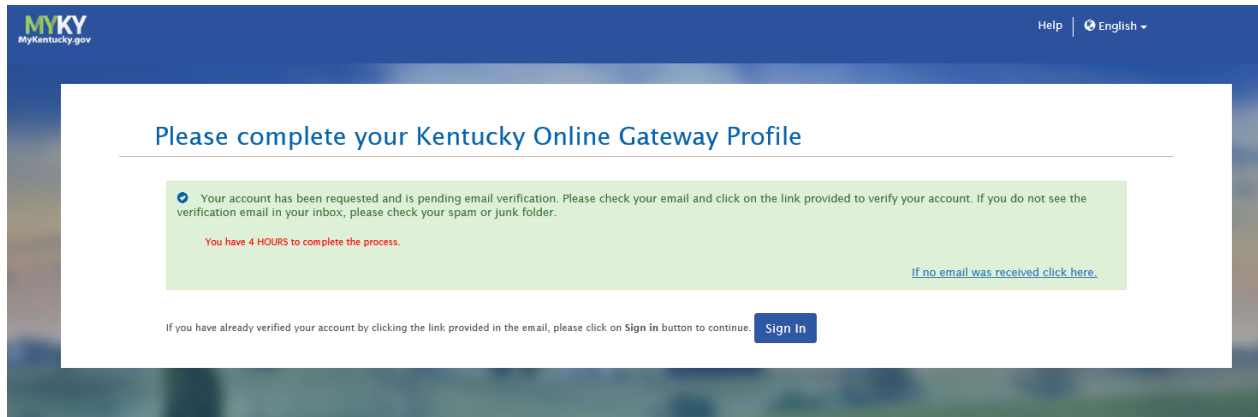 MYKY
MyKentucky.gov
Help
English
Please complete your Kentucky Online Gateway Profile
Your account has been requested and is pending email verification. Please check your email and click on the link provided to verify your account. If you do not see the
verification email in your inbox, please check your spam or junk folder.
You have 4 HOURS to complete the process.
If no email was received click here.
If you have already verified your account by clicking the link provided in the email, please click on Sign in button to continue. Sign In